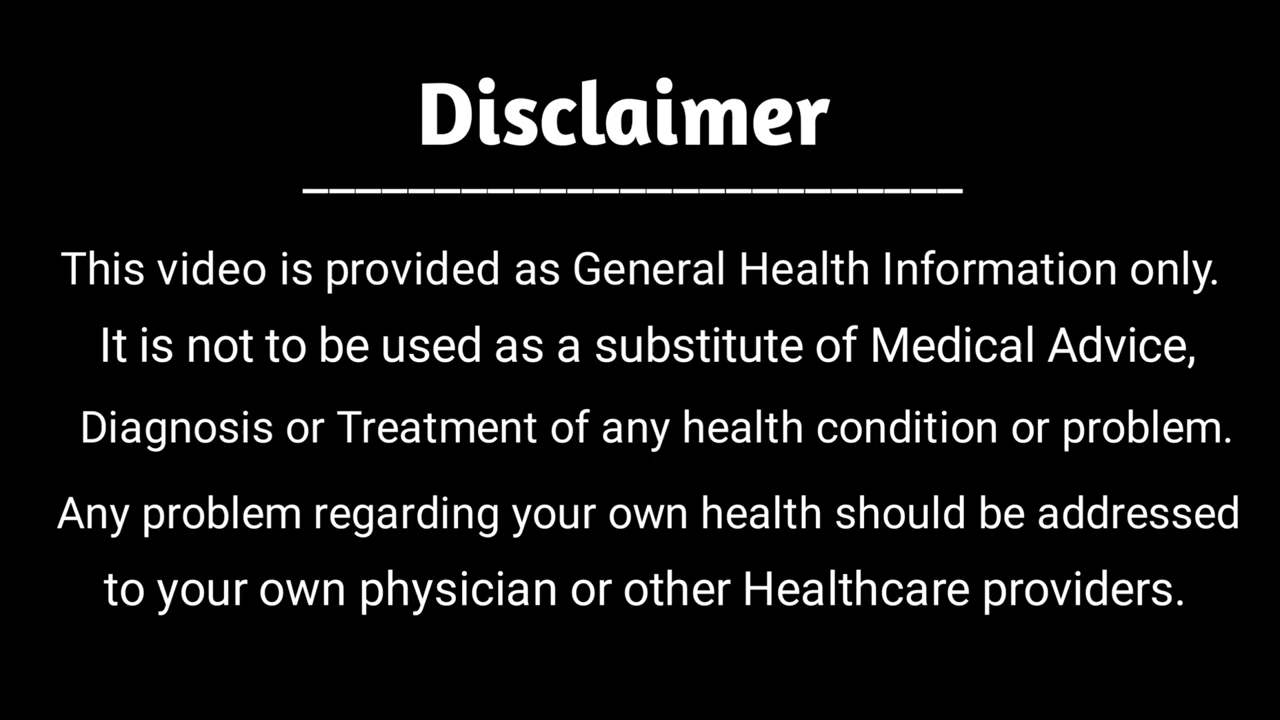 Disclaimer
This video is provided as General Health Information only.
It is not to be used as a substitute of Medical Advice,
Diagnosis or Treatment of any health condition or problem.
Any problem regarding your own health should be addressed
to your own physician or other Healthcare providers.